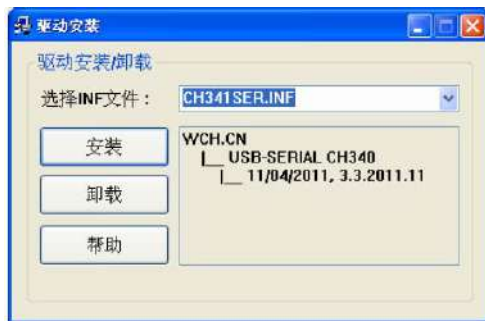 驱动安装
驱动安装/卸载
选择INF文件：
CH341SER.INF
安装
卸载
帮助
WCH.CN
|__ USB-SERIAL CH340
|__ 11/04/2011, 3.3.2011.11